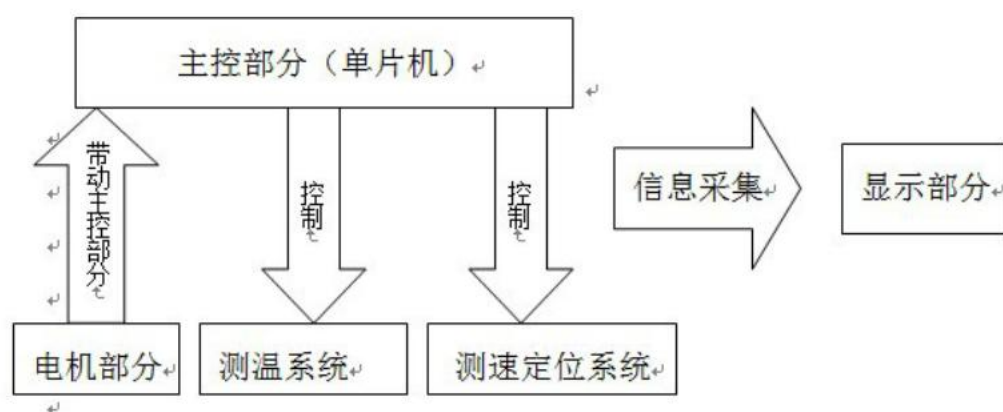 主控部分（单片机）
带动主控部分
控制
控制
信息采集
显示部分
电机部分
测温系统
测速定位系统